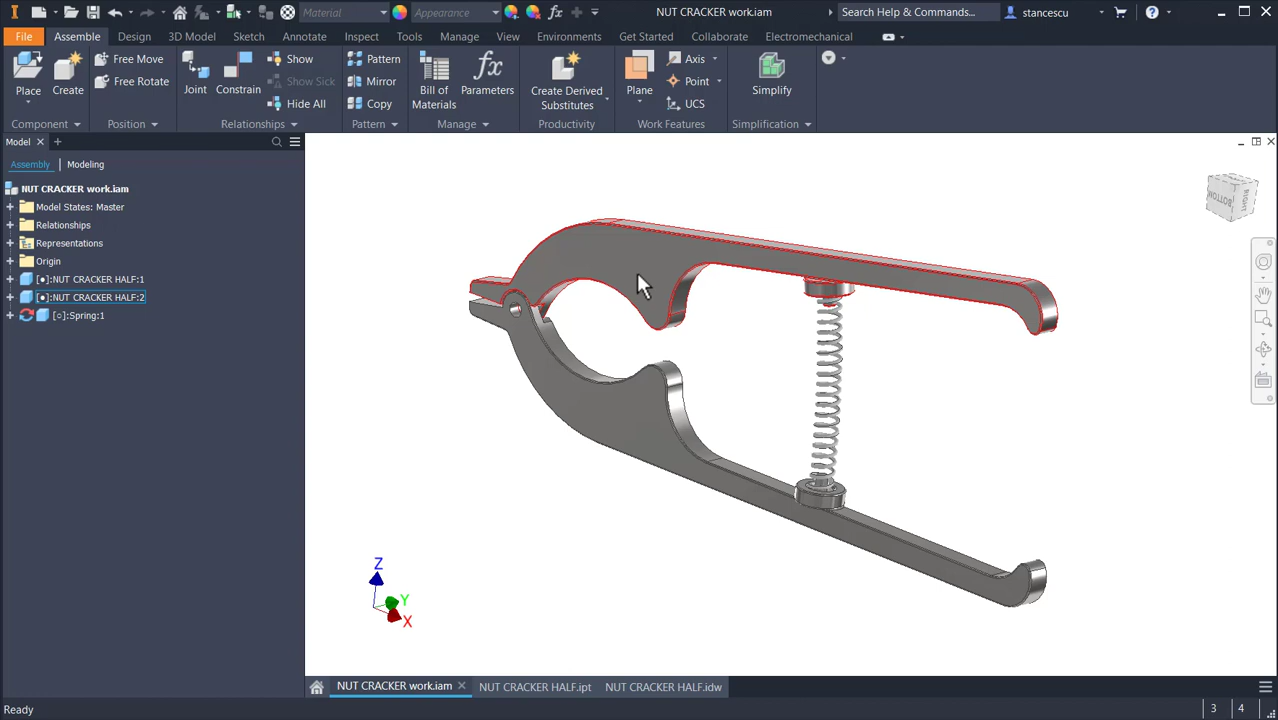 Material
Appearance
NUT CRACKER work.iam
Search Help & Commands...
stancescu
File
Assemble
Design
3D Model
Sketch
Annotate
Inspect
Tools
Manage
View
Environments
Get Started
Collaborate
Electromechanical
Place
Create
Free Move
Free Rotate
Joint
Constrain
Show
Show Sick
Hide All
Pattern
Mirror
Copy
Bill of
Materials
Parameters
Create Derived
Substitutes
Plane
Axis
Point
UCS
Simplify
Component
Position
Relationships
Pattern
Manage
Productivity
Work Features
Simplification
Model
Assembly
Modeling
NUT CRACKER work.iam
Model States: Master
Relationships
Representations
Origin
[●]:NUT CRACKER HALF:1
[●]:NUT CRACKER HALF:2
[○]:Spring:1
BOTTOM
RIGHT
Z
Y
X
NUT CRACKER work.iam
NUT CRACKER HALF.ipt
NUT CRACKER HALF.idw
Ready
3
4